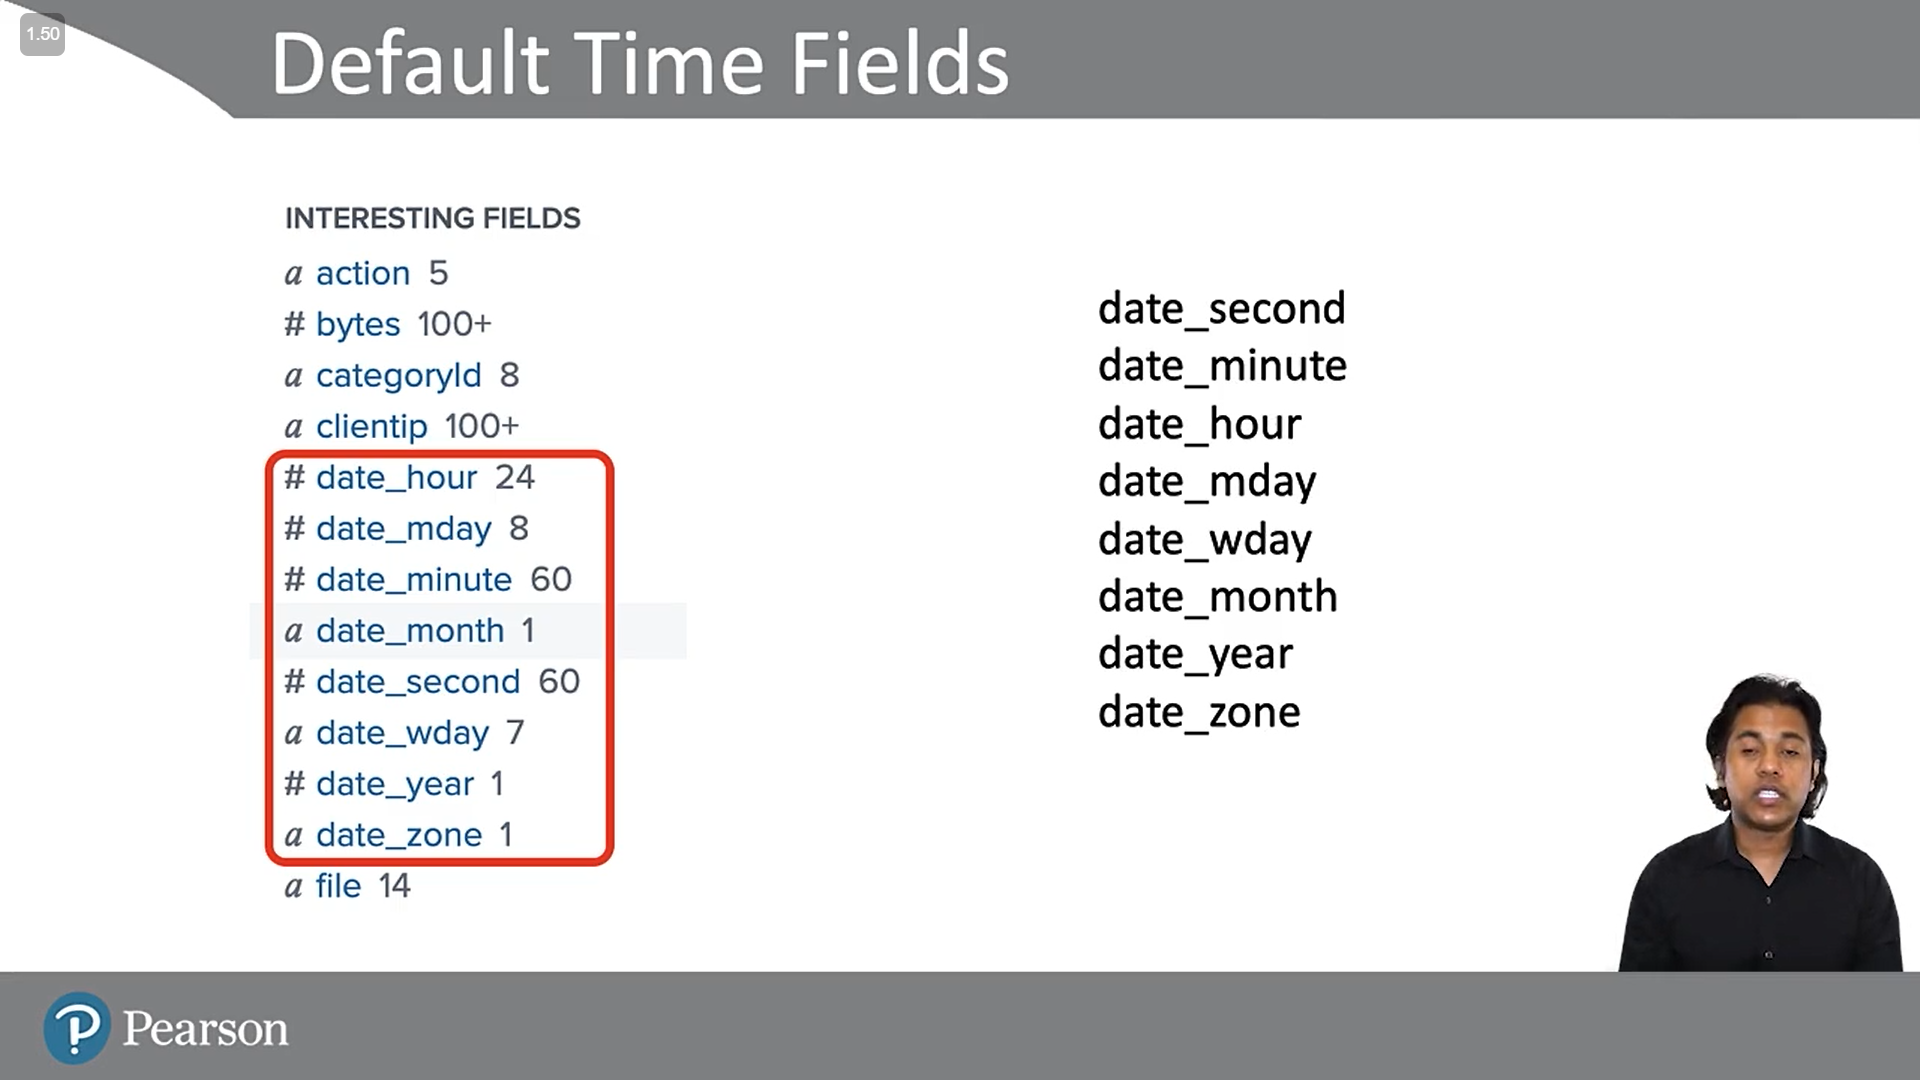 1.50
Default Time Fields
INTERESTING FIELDS
a action 5
# bytes 100+
a categoryId 8
a clientip 100+
# date_hour 24
# date_mday 8
# date_minute 60
a date_month 1
# date_second 60
a date_wday 7
# date_year 1
a date_zone 1
a file 14
date_second
date_minute
date_hour
date_mday
date_wday
date_month
date_year
date_zone
Pearson